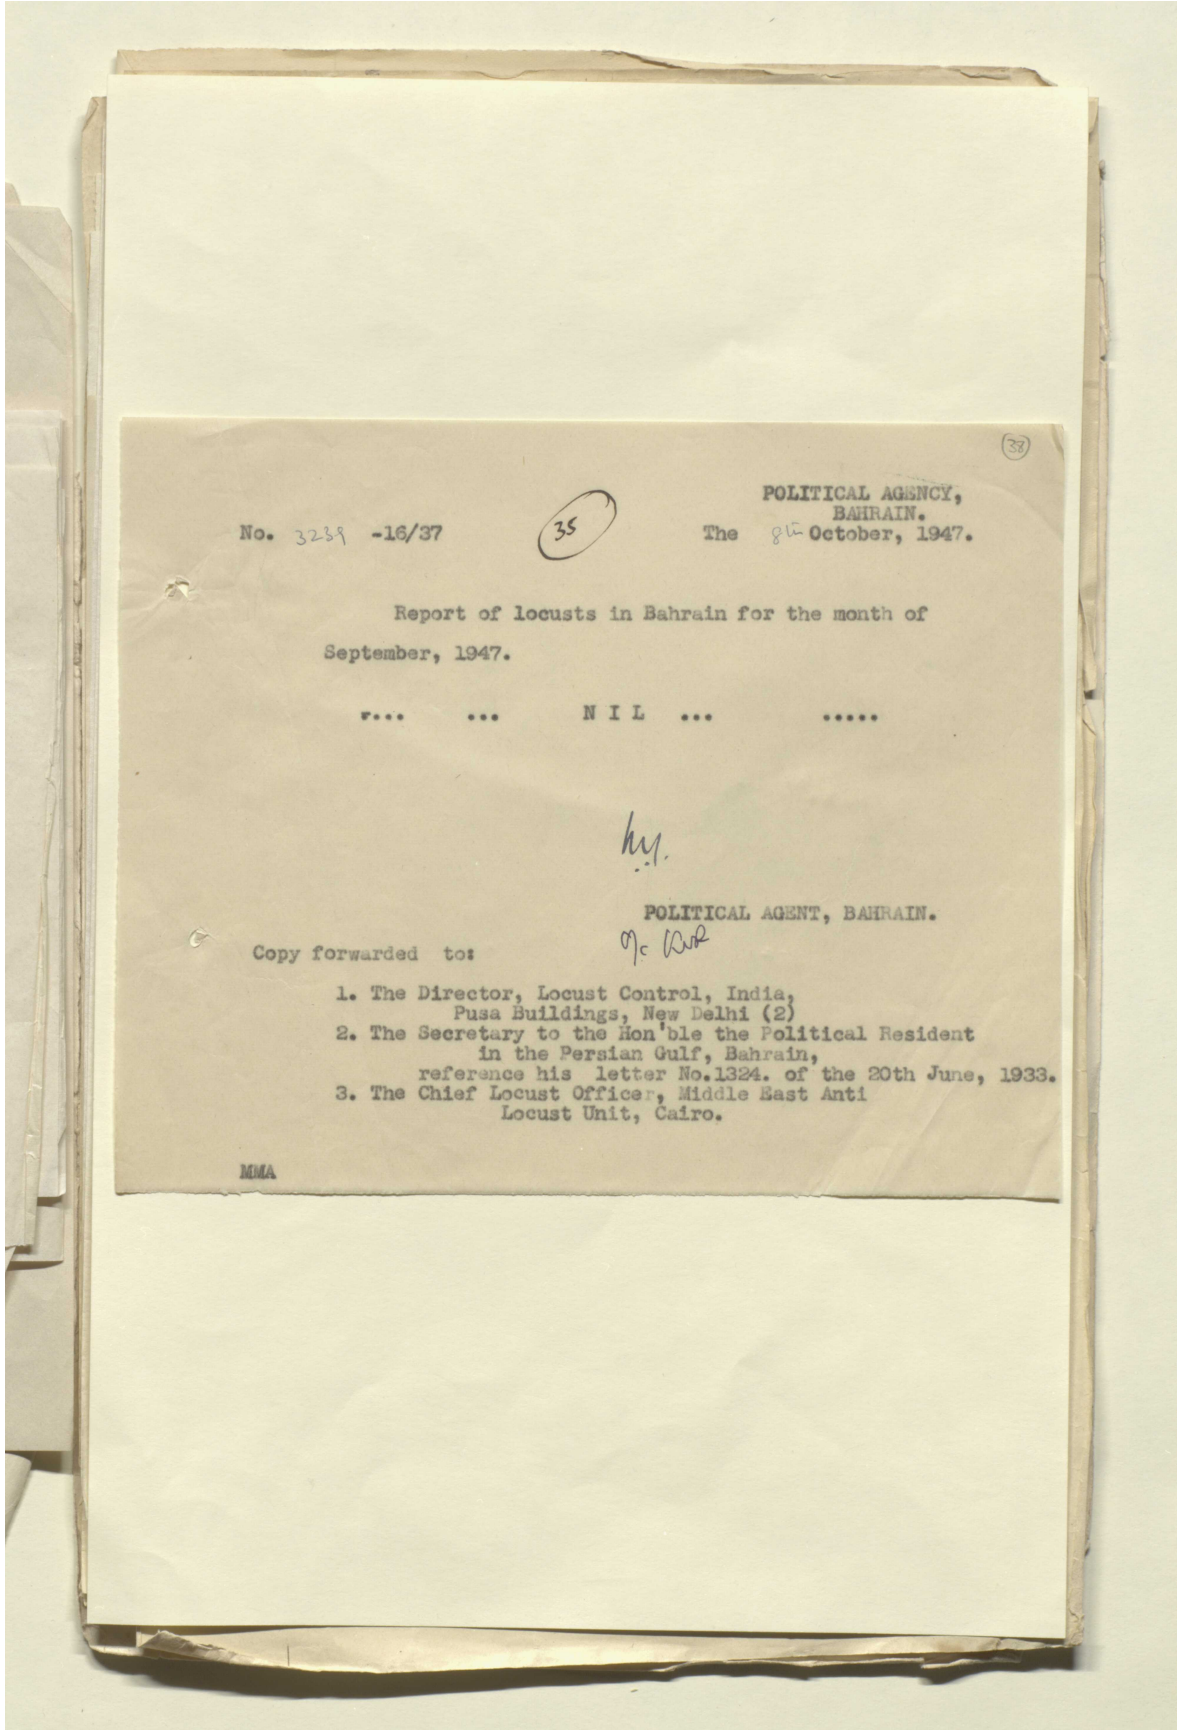 38
POLITICAL AGENCY,
BAHRAIN.
No. 3239 -16/37
35
The 8th October, 1947.
Report of locusts in Bahrain for the month of
September, 1947.
r... ... N I L ... .....
POLITICAL AGENT, BAHRAIN.
Copy forwarded to:
1. The Director, Locust Control, India,
Pusa Buildings, New Delhi (2)
2. The Secretary to the Hon'ble the Political Resident
in the Persian Gulf, Bahrain,
reference his letter No.1324. of the 20th June, 1933.
3. The Chief Locust Officer, Middle East Anti
Locust Unit, Cairo.
MMA